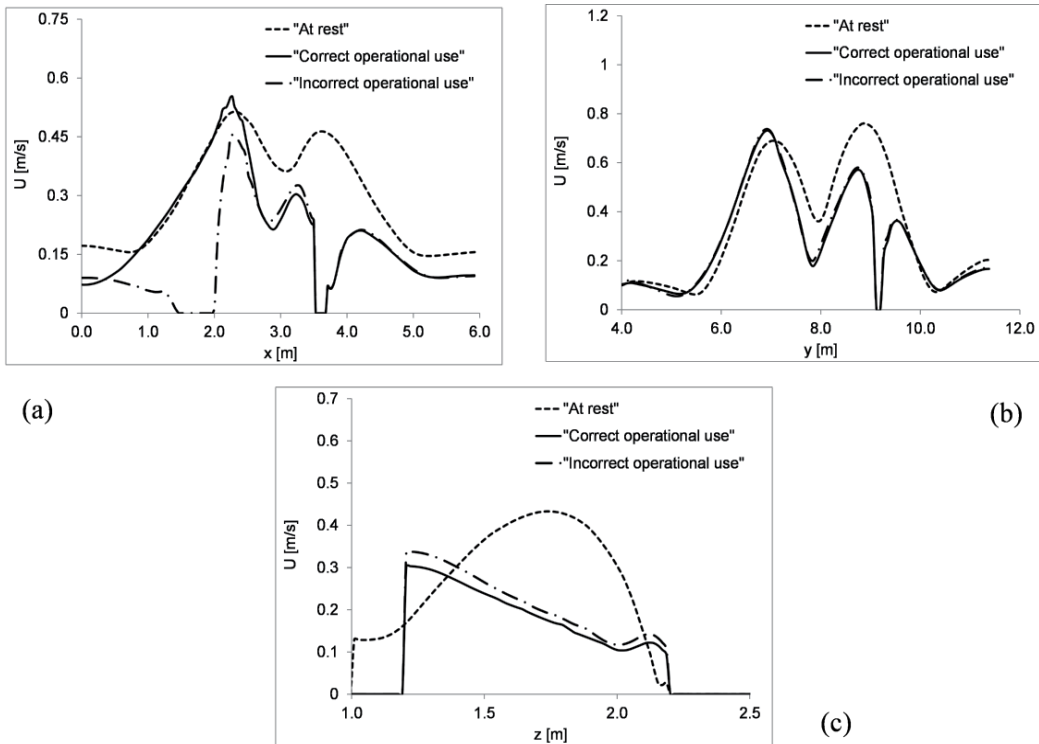 0.75
0.6
0.45
0.3
0.15
0
U [m/s]
"At rest"
"Correct operational use"
"Incorrect operational use"
0.0 1.0 2.0 3.0 4.0 5.0 6.0
x [m]
(a)
1.2
1
0.8
0.6
0.4
0.2
0
U [m/s]
"At rest"
"Correct operational use"
"Incorrect operational use"
4.0 6.0 8.0 10.0 12.0
y [m]
(b)
0.7
0.6
0.5
0.4
0.3
0.2
0.1
0
U [m/s]
"At rest"
"Correct operational use"
"Incorrect operational use"
1.0 1.5 2.0 2.5
z [m]
(c)